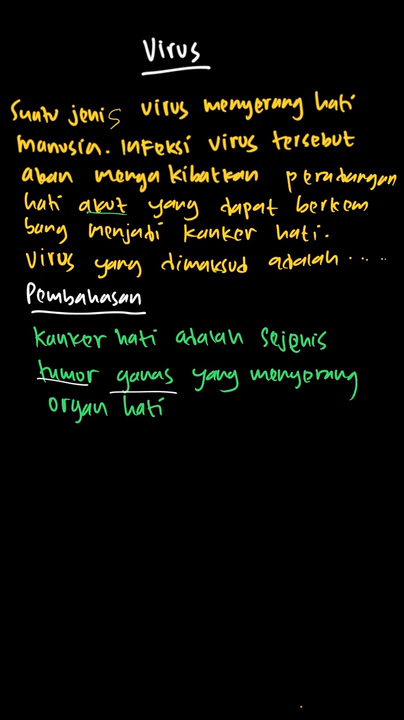 Virus
Suatu jenis virus menyerang hati
manusia. Infeksi virus tersebut
akan mengakibatkan peradangan
hati akut yang dapat berkem
bang menjadi kanker hati.
Virus yang dimaksud adalah .....
Pembahasan
kanker hati adalah sejenis
tumor ganas yang menyerang
organ hati